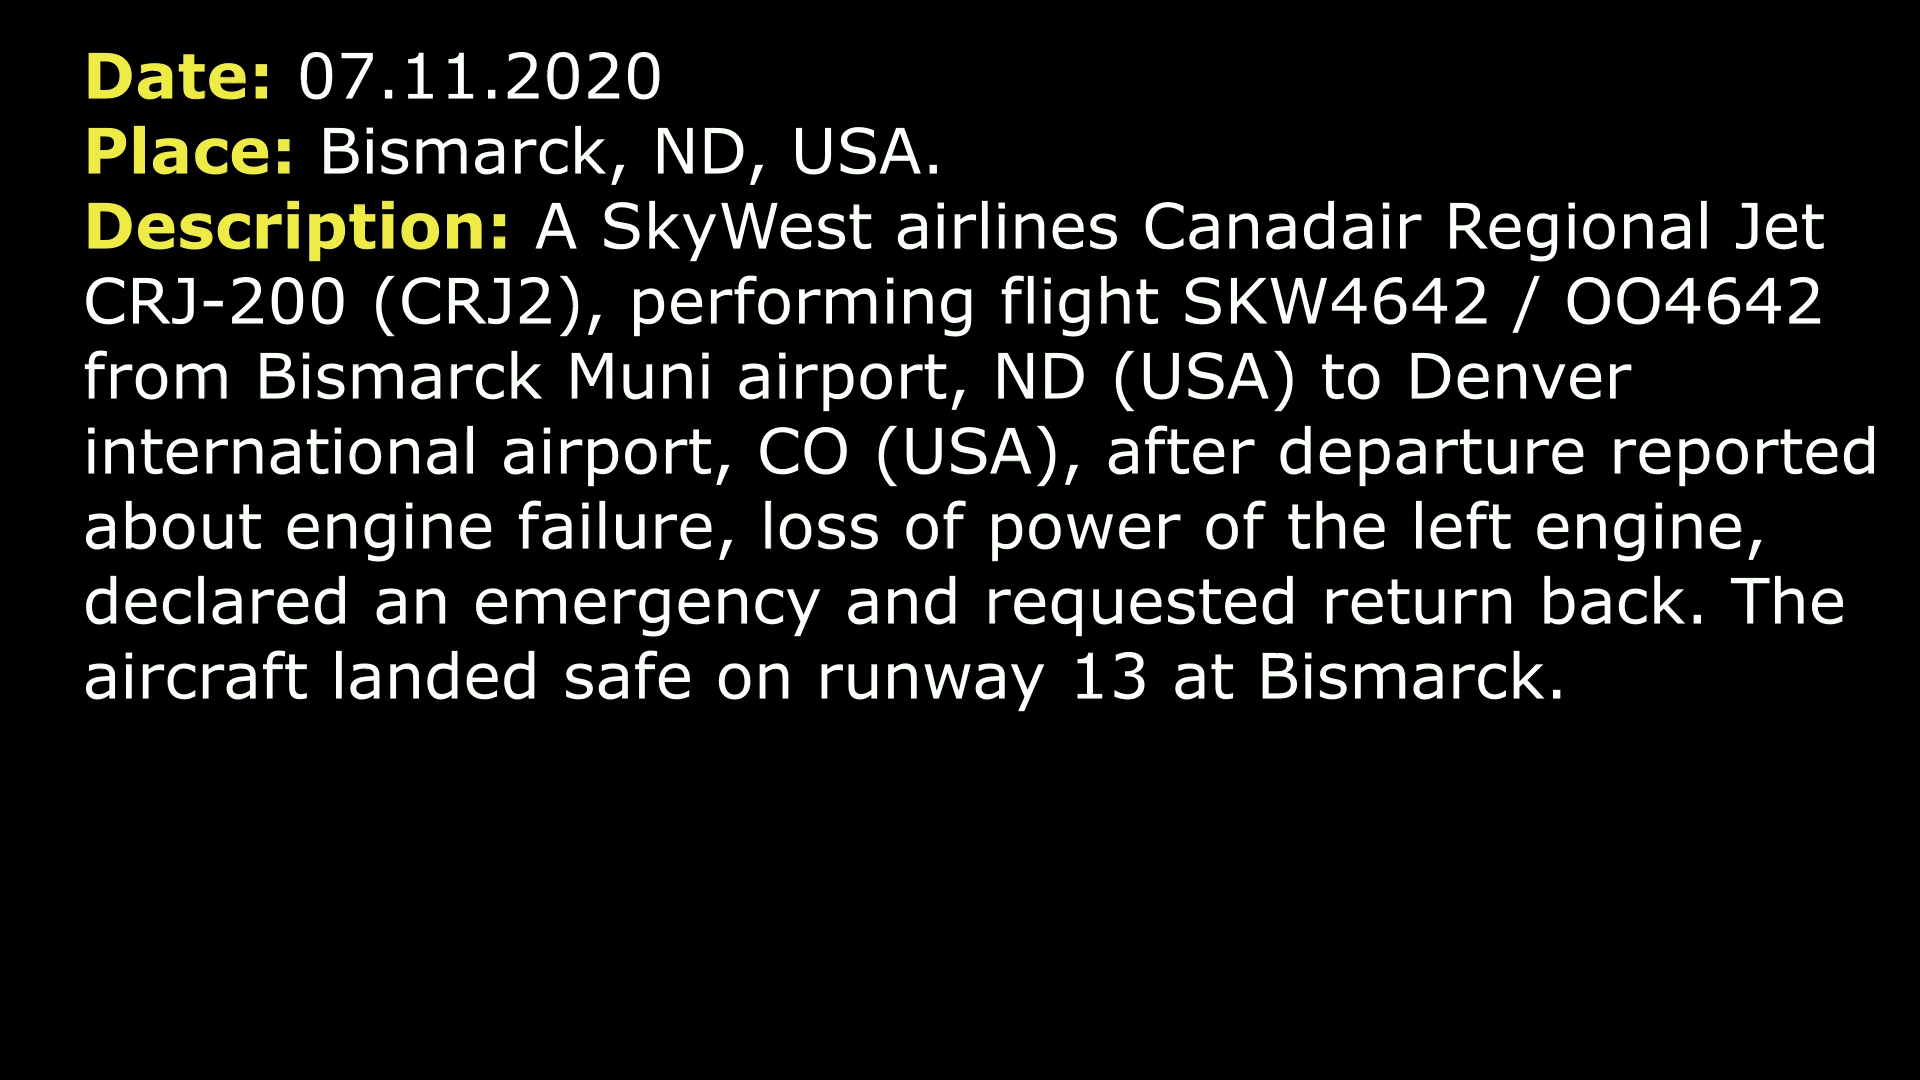 Date: 07.11.2020
Place: Bismarck, ND, USA.
Description: A SkyWest airlines Canadair Regional Jet
CRJ-200 (CRJ2), performing flight SKW4642 / OO4642
from Bismarck Muni airport, ND (USA) to Denver
international airport, CO (USA), after departure reported
about engine failure, loss of power of the left engine,
declared an emergency and requested return back. The
aircraft landed safe on runway 13 at Bismarck.